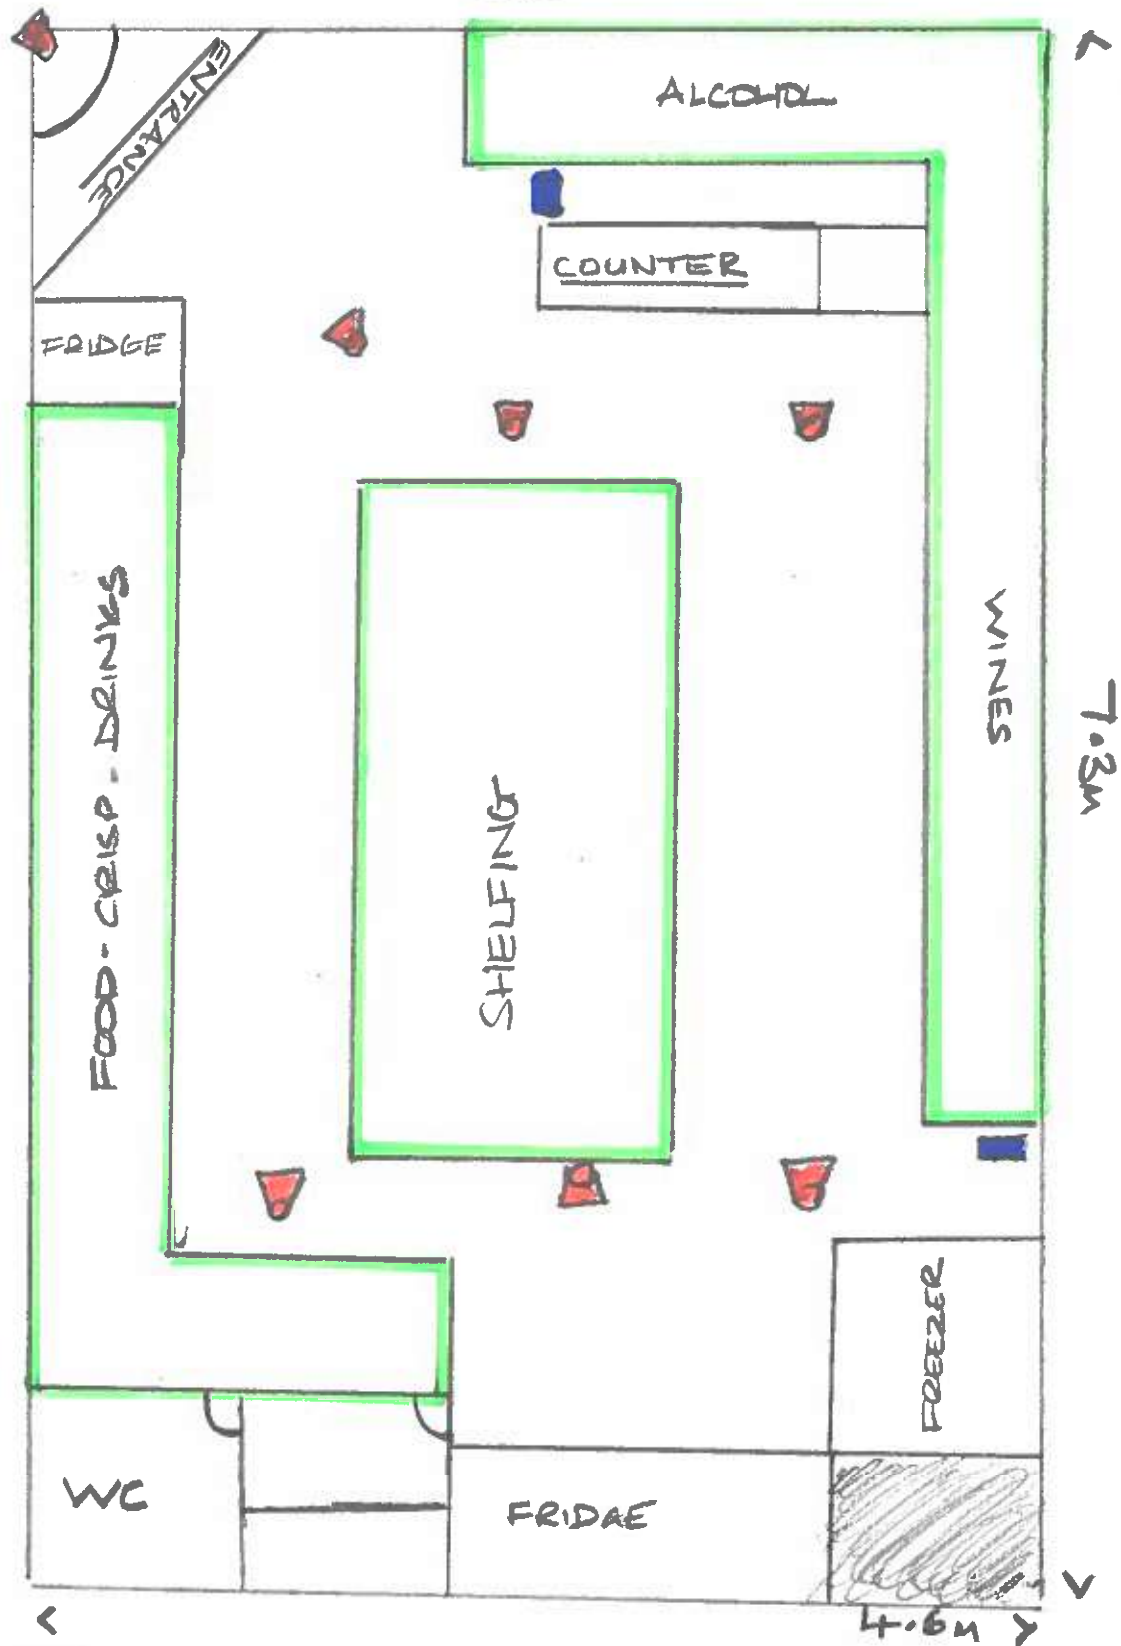 ENTRANCE
ALCOHOL
COUNTER
FRIDGE
FOOD-CRISP-DRINKS
SHELFING
WINES
7.3M
FREEZER
WC
FRIDGE
4.6M